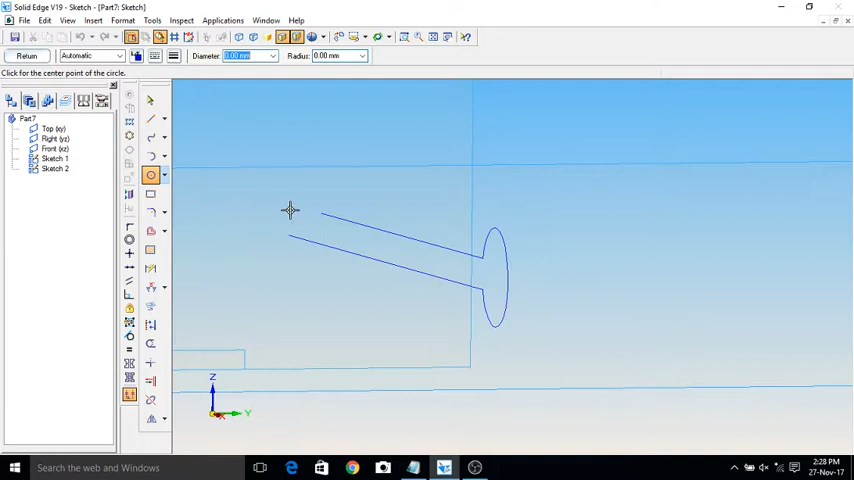 Solid Edge V19 - Sketch - [Part7: Sketch]
File Edit View Insert Format Tools Inspect Applications Window Help
Return Automatic Diameter: 0.00 mm Radius: 0.00 mm
Click for the center point of the circle.
Part7
Top (xy)
Right (yz)
Front (xz)
Sketch 1
Sketch 2
Z
Y
Search the web and Windows
2:28 PM
27-Nov-17